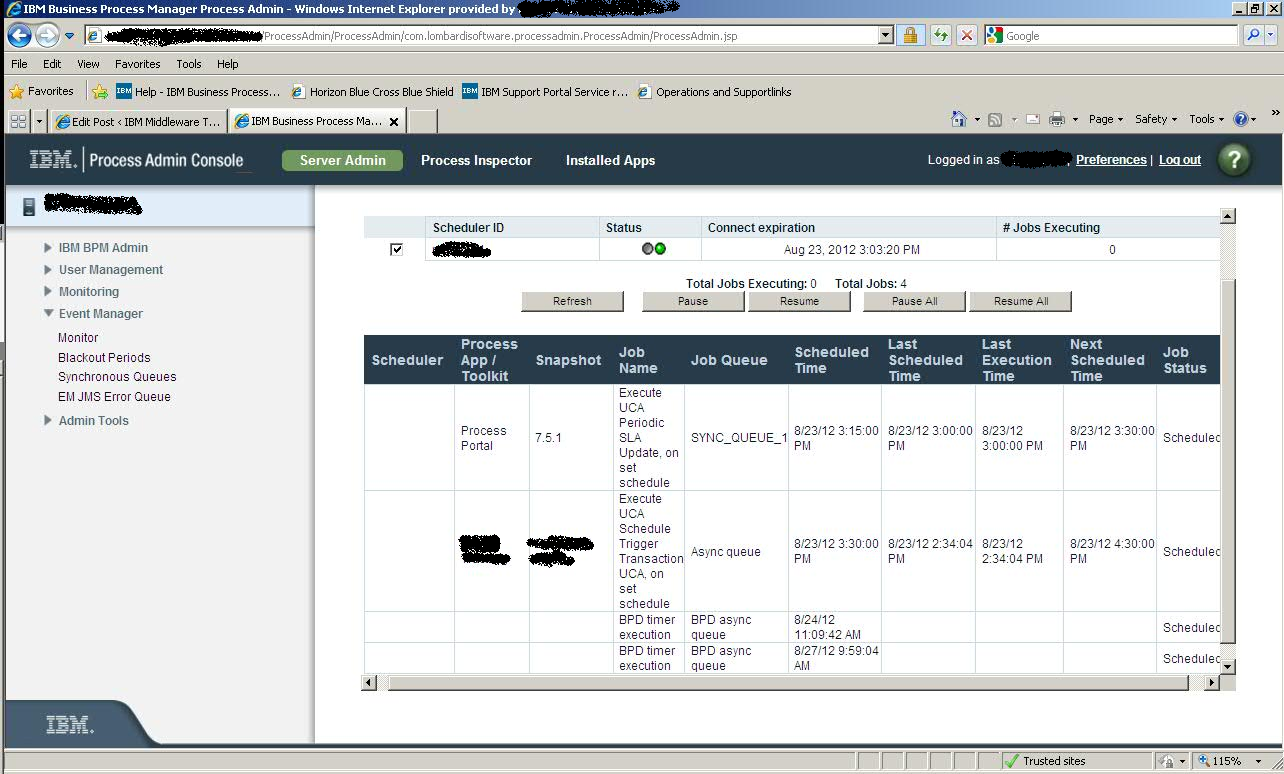 IBM Business Process Manager Process Admin - Windows Internet Explorer provided by
ProcessAdmin/ProcessAdmin/com.lombardisoftware.processadmin.ProcessAdmin/ProcessAdmin.jsp
Google
File Edit View Favorites Tools Help
Favorites
IBM Help - IBM Business Process...
Horizon Blue Cross Blue Shield
IBM IBM Support Portal Service r...
Operations and Supportlinks
Edit Post ‹ IBM Middleware T...
IBM Business Process Ma... x
Page Safety Tools
IBM. Process Admin Console
Server Admin
Process Inspector
Installed Apps
Logged in as
Preferences | Log out
?
IBM BPM Admin
User Management
Monitoring
Event Manager
Monitor
Blackout Periods
Synchronous Queues
EM JMS Error Queue
Admin Tools
Scheduler ID Status Connect expiration # Jobs Executing
Aug 23, 2012 3:03:20 PM 0
Total Jobs Executing: 0 Total Jobs: 4
Refresh Pause Resume Pause All Resume All
Scheduler
Process
App /
Toolkit
Snapshot
Job
Name
Job Queue
Scheduled
Time
Last
Scheduled
Time
Last
Execution
Time
Next
Scheduled
Time
Job
Status
Process
Portal
7.5.1
Execute
UCA
Periodic
SLA
Update, on
set
schedule
SYNC_QUEUE_1
8/23/12 3:15:00
PM
8/23/12 3:00:00
PM
8/23/12
3:00:00 PM
8/23/12 3:30:00
PM
Scheduled
Execute
UCA
Schedule
Trigger
Transaction
UCA, on
set
schedule
Async queue
8/23/12 3:30:00
PM
8/23/12 2:34:04
PM
8/23/12
2:34:04 PM
8/23/12 4:30:00
PM
Scheduled
BPD timer
execution
BPD async
queue
8/24/12
11:09:42 AM
Scheduled
BPD timer
execution
BPD async
queue
8/27/12 9:59:04
AM
Scheduled
IBM.
Trusted sites
115%